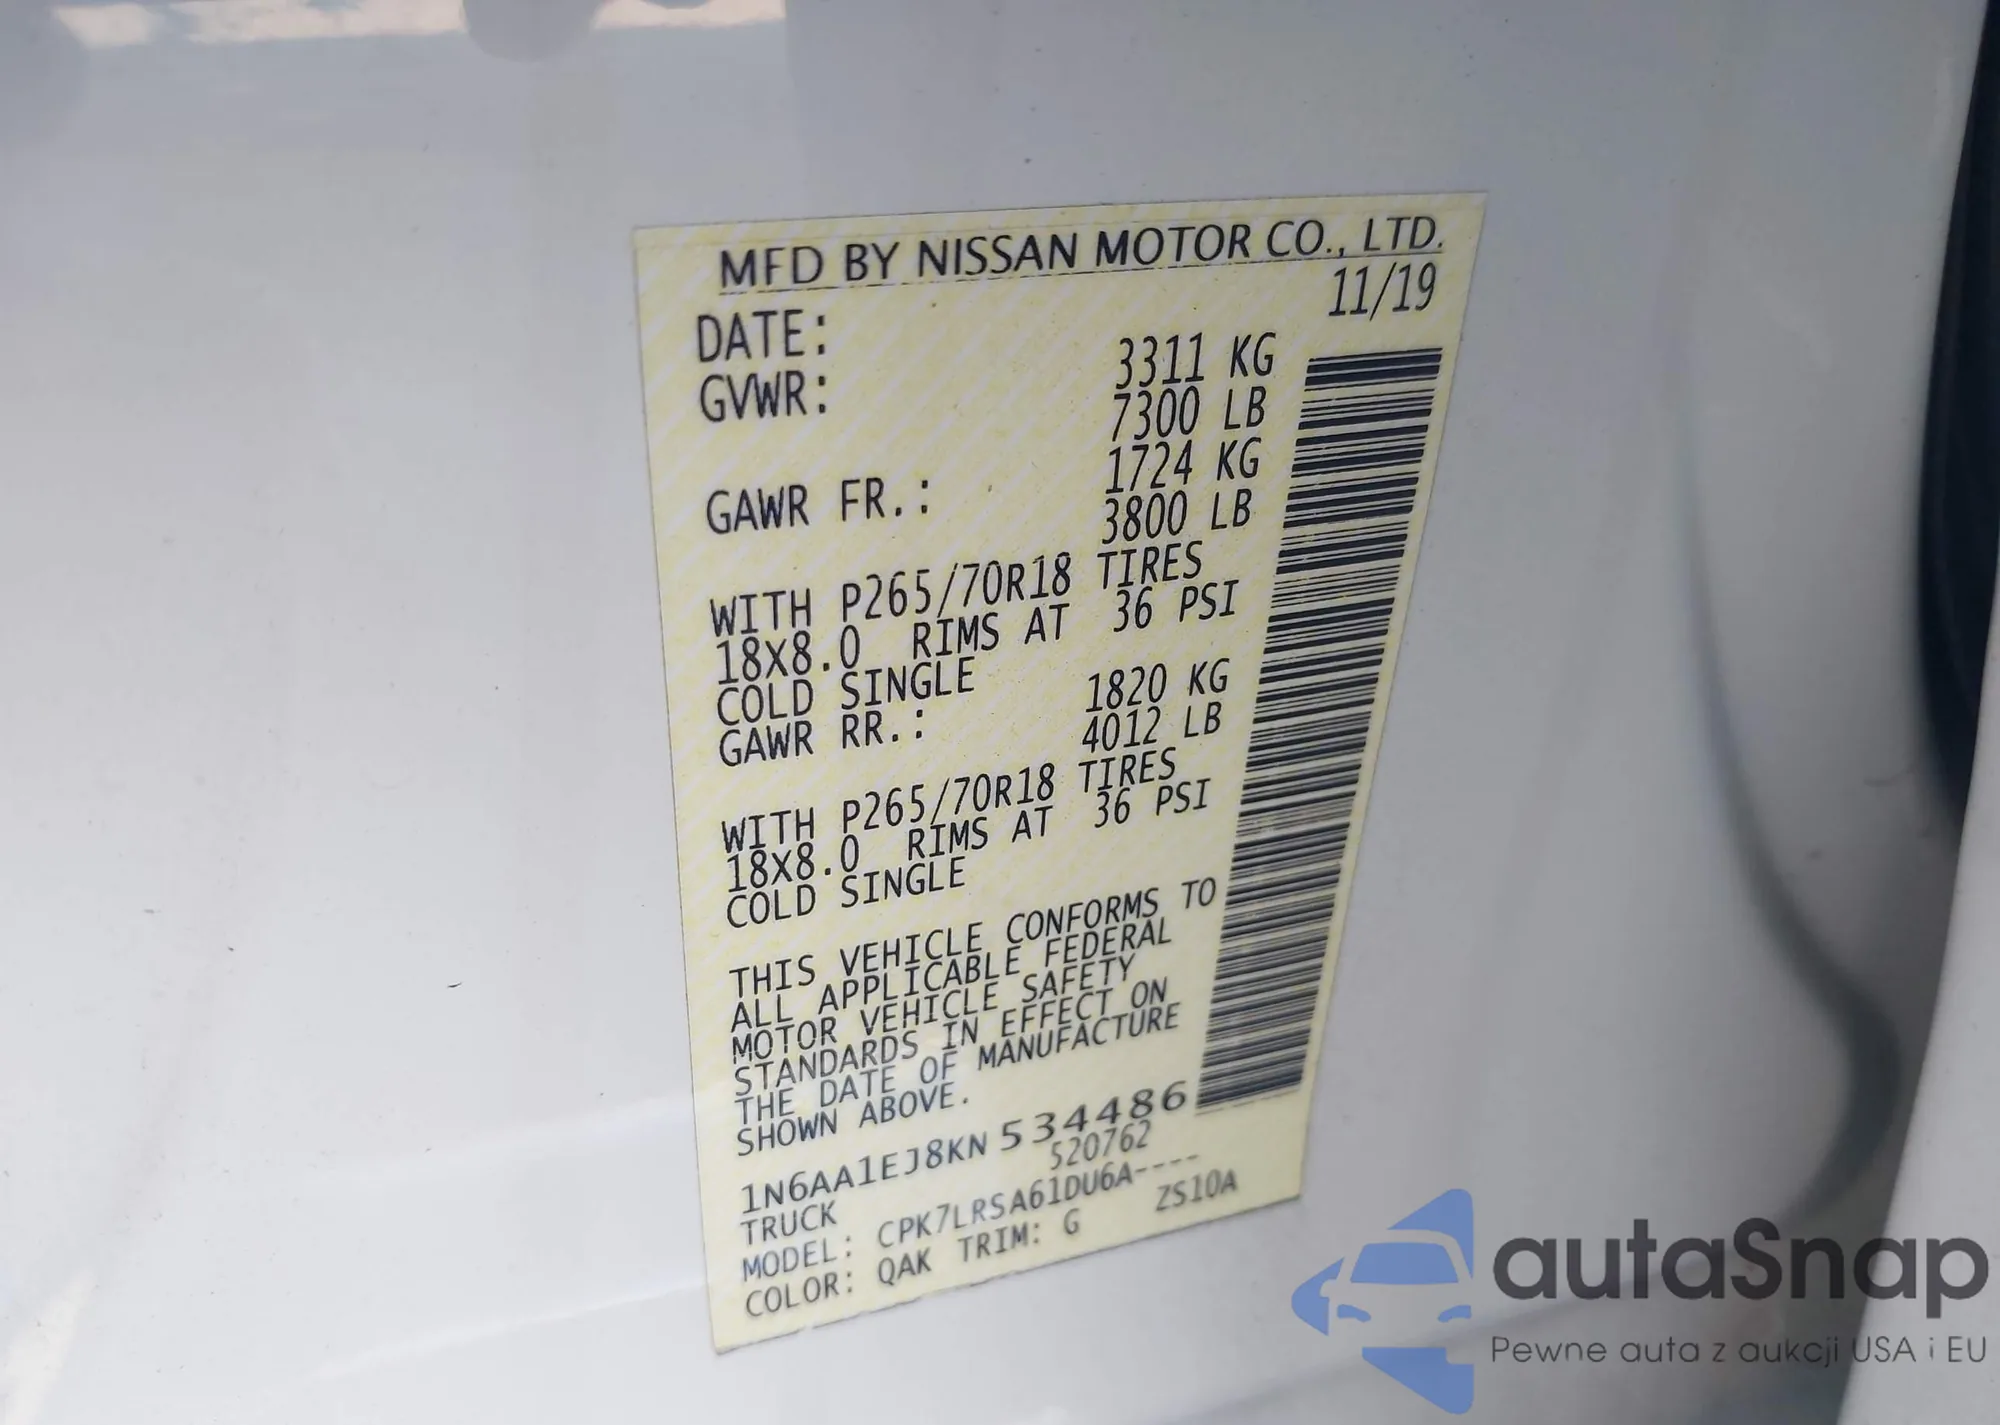 MFD BY NISSAN MOTOR CO., LTD.
DATE: 11/19
GVWR: 3311 KG
7300 LB
GAWR FR.: 1724 KG
3800 LB
WITH P265/70R18 TIRES
18X8.0 RIMS AT 36 PSI
COLD SINGLE
GAWR RR.: 1820 KG
4012 LB
WITH P265/70R18 TIRES
18X8.0 RIMS AT 36 PSI
COLD SINGLE
THIS VEHICLE CONFORMS TO
ALL APPLICABLE FEDERAL
MOTOR VEHICLE SAFETY
STANDARDS IN EFFECT ON
THE DATE OF MANUFACTURE
SHOWN ABOVE.
1N6AA1EJ8KN 534486
TRUCK 520762
MODEL: CPK7LRSA61DU6A----
COLOR: QAK TRIM: G ZS10A
autaSnap
Pewne auta z aukcji USA i EU